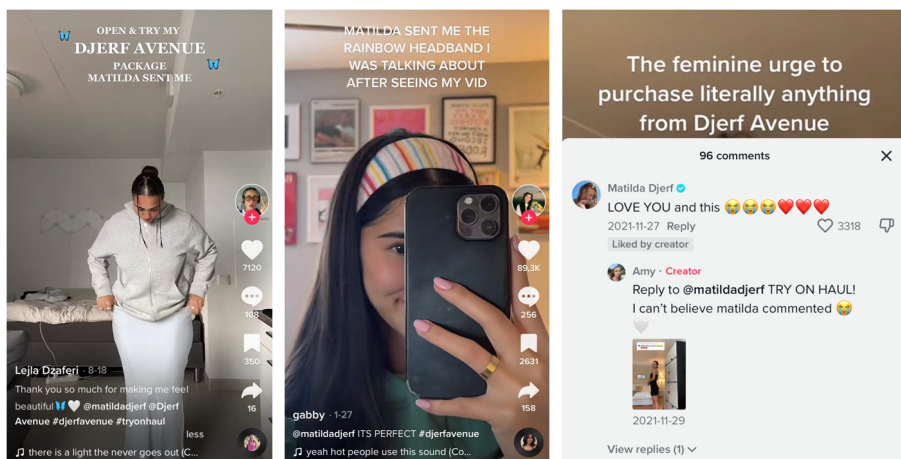 OPEN & TRY MY
DJERF AVENUE
PACKAGE
MATILDA SENT ME
7120
108
350
16
Lejla Dzaferi · 8-18
Thank you so much for making me feel
beautiful🦋🤍 @matildadjerf @Djerf
Avenue #djerfavenue #tryonhaul
less
there is a light the never goes out (C...
MATILDA SENT ME THE
RAINBOW HEADBAND I
WAS TALKING ABOUT
AFTER SEEING MY VID
89,3K
256
2631
158
gabby · 1-27
@matildadjerf ITS PERFECT #djerfavenue
yeah hot people use this sound (Co...
The feminine urge to
purchase literally anything
from Djerf Avenue
96 comments
Matilda Djerf
LOVE YOU and this 😭😭😭❤️❤️❤️
2021-11-27 Reply
3318
Liked by creator
Amy · Creator
Reply to @matildadjerf TRY ON HAUL!
I can't believe matilda commented 😭
🤍
2021-11-29
View replies (1)